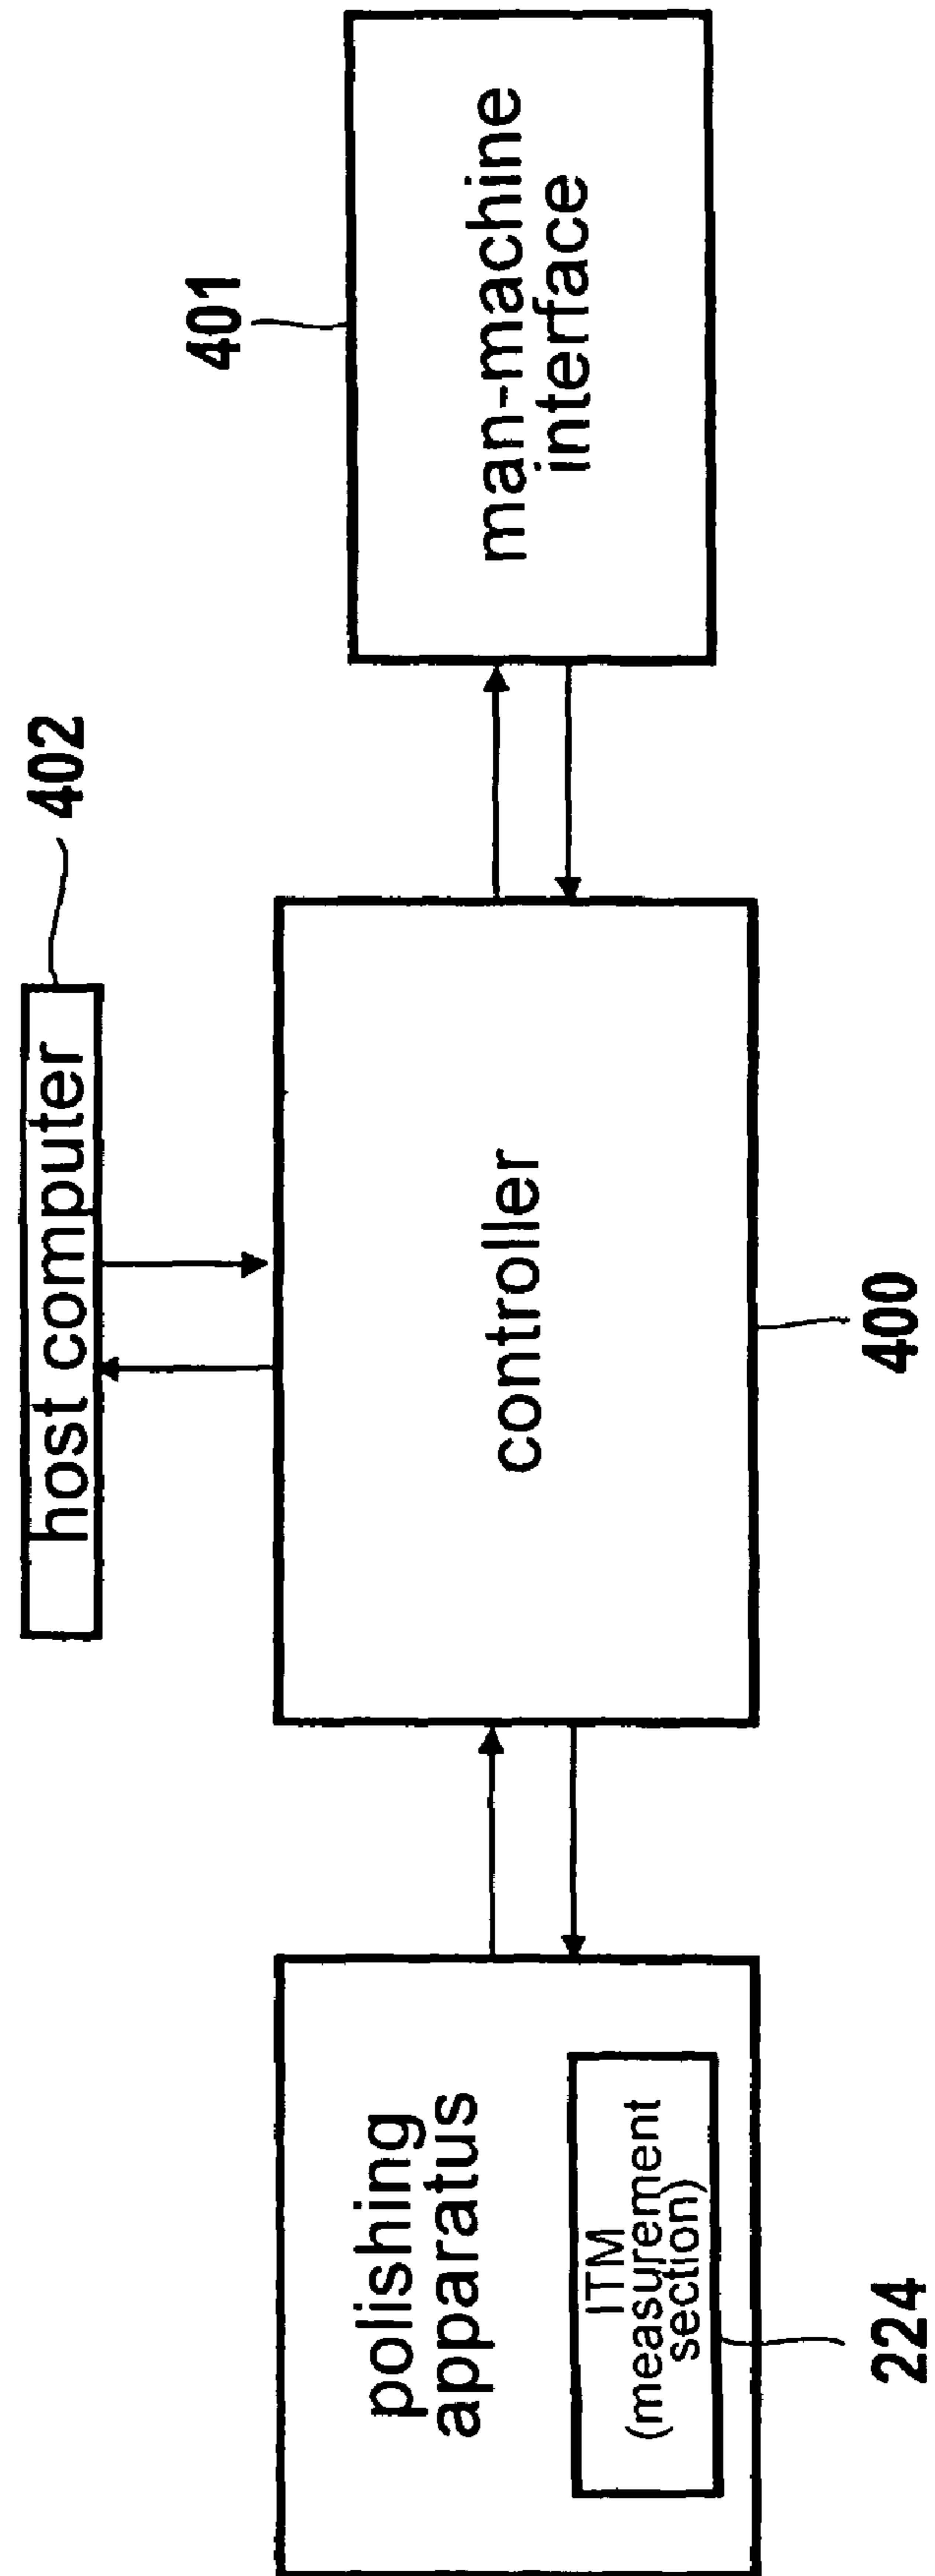 402
host computer
401
man-machine
interface
controller
400
polishing
apparatus
ITM
(measurement
section)
224